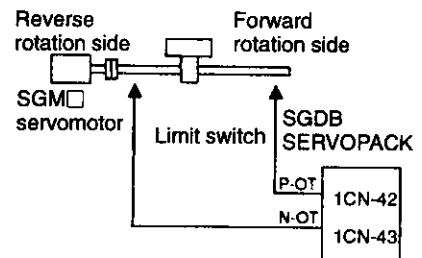 Reverse
rotation side
Forward
rotation side
SGM□
servomotor
Limit switch
SGDB
SERVOPACK
P-OT
1CN-42
N-OT
1CN-43